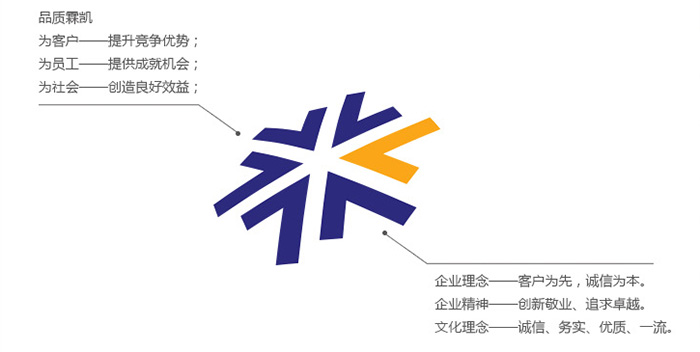 品质霖凯
为客户——提升竞争优势；
为员工——提供成就机会；
为社会——创造良好效益；
企业理念——客户为先，诚信为本。
企业精神——创新敬业、追求卓越。
文化理念——诚信、务实、优质、一流。